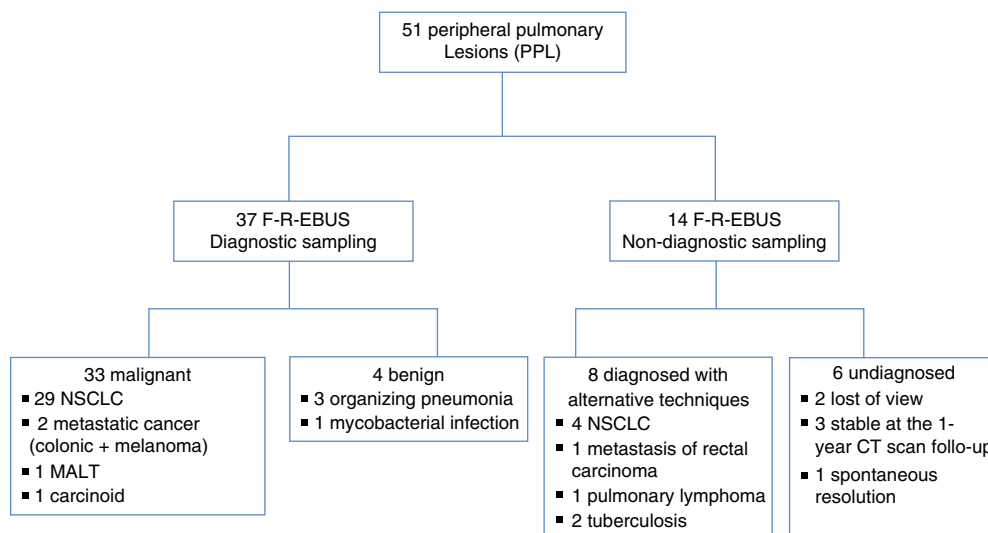 51 peripheral pulmonary
Lesions (PPL)
37 F-R-EBUS
Diagnostic sampling
14 F-R-EBUS
Non-diagnostic sampling
33 malignant
▪ 29 NSCLC
▪ 2 metastatic cancer
(colonic + melanoma)
▪ 1 MALT
▪ 1 carcinoid
4 benign
▪ 3 organizing pneumonia
▪ 1 mycobacterial infection
8 diagnosed with
alternative techniques
▪ 4 NSCLC
▪ 1 metastasis of rectal
carcinoma
▪ 1 pulmonary lymphoma
▪ 2 tuberculosis
6 undiagnosed
▪ 2 lost of view
▪ 3 stable at the 1-
year CT scan follo-up
▪ 1 spontaneous
resolution